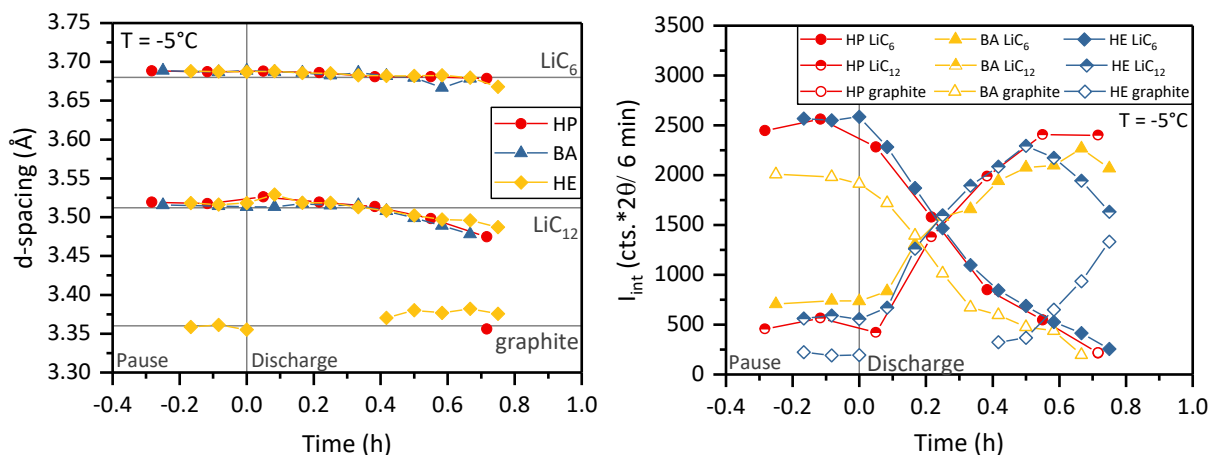 3.75
3.70
3.65
3.60
3.55
3.50
3.45
3.40
3.35
3.30
d-spacing (Å)
T = -5°C
LiC₆
HP
BA
HE
LiC₁₂
graphite
Pause
Discharge
-0.4 -0.2 0.0 0.2 0.4 0.6 0.8 1.0
Time (h)
3500
3000
2500
2000
1500
1000
500
0
I_int (cts.*2θ/ 6 min)
HP LiC₆ BA LiC₆ HE LiC₆
HP LiC₁₂ BA LiC₁₂ HE LiC₁₂
HP graphite BA graphite HE graphite
T = -5°C
Pause
Discharge
-0.4 -0.2 0.0 0.2 0.4 0.6 0.8 1.0
Time (h)